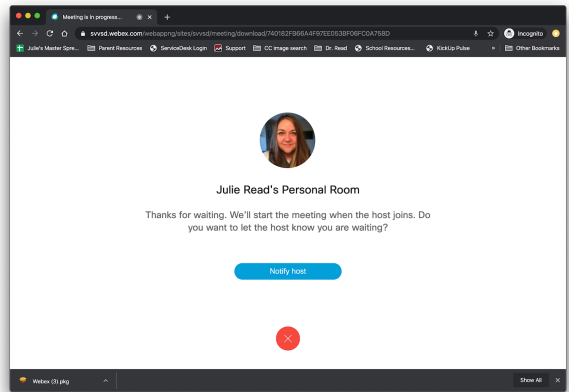 Meeting is in progress...
svvsd.webex.com/webappng/sites/svvsd/meeting/download/740182FB66A4F97EE053BF06FC0A758D
Incognito
Julie's Master Spre...
Parent Resources
ServiceDesk Login
Support
CC image search
Dr. Read
School Resources...
KickUp Pulse
»
Other Bookmarks
Julie Read's Personal Room
Thanks for waiting. We'll start the meeting when the host joins. Do
you want to let the host know you are waiting?
Notify host
Webex (3).pkg
Show All